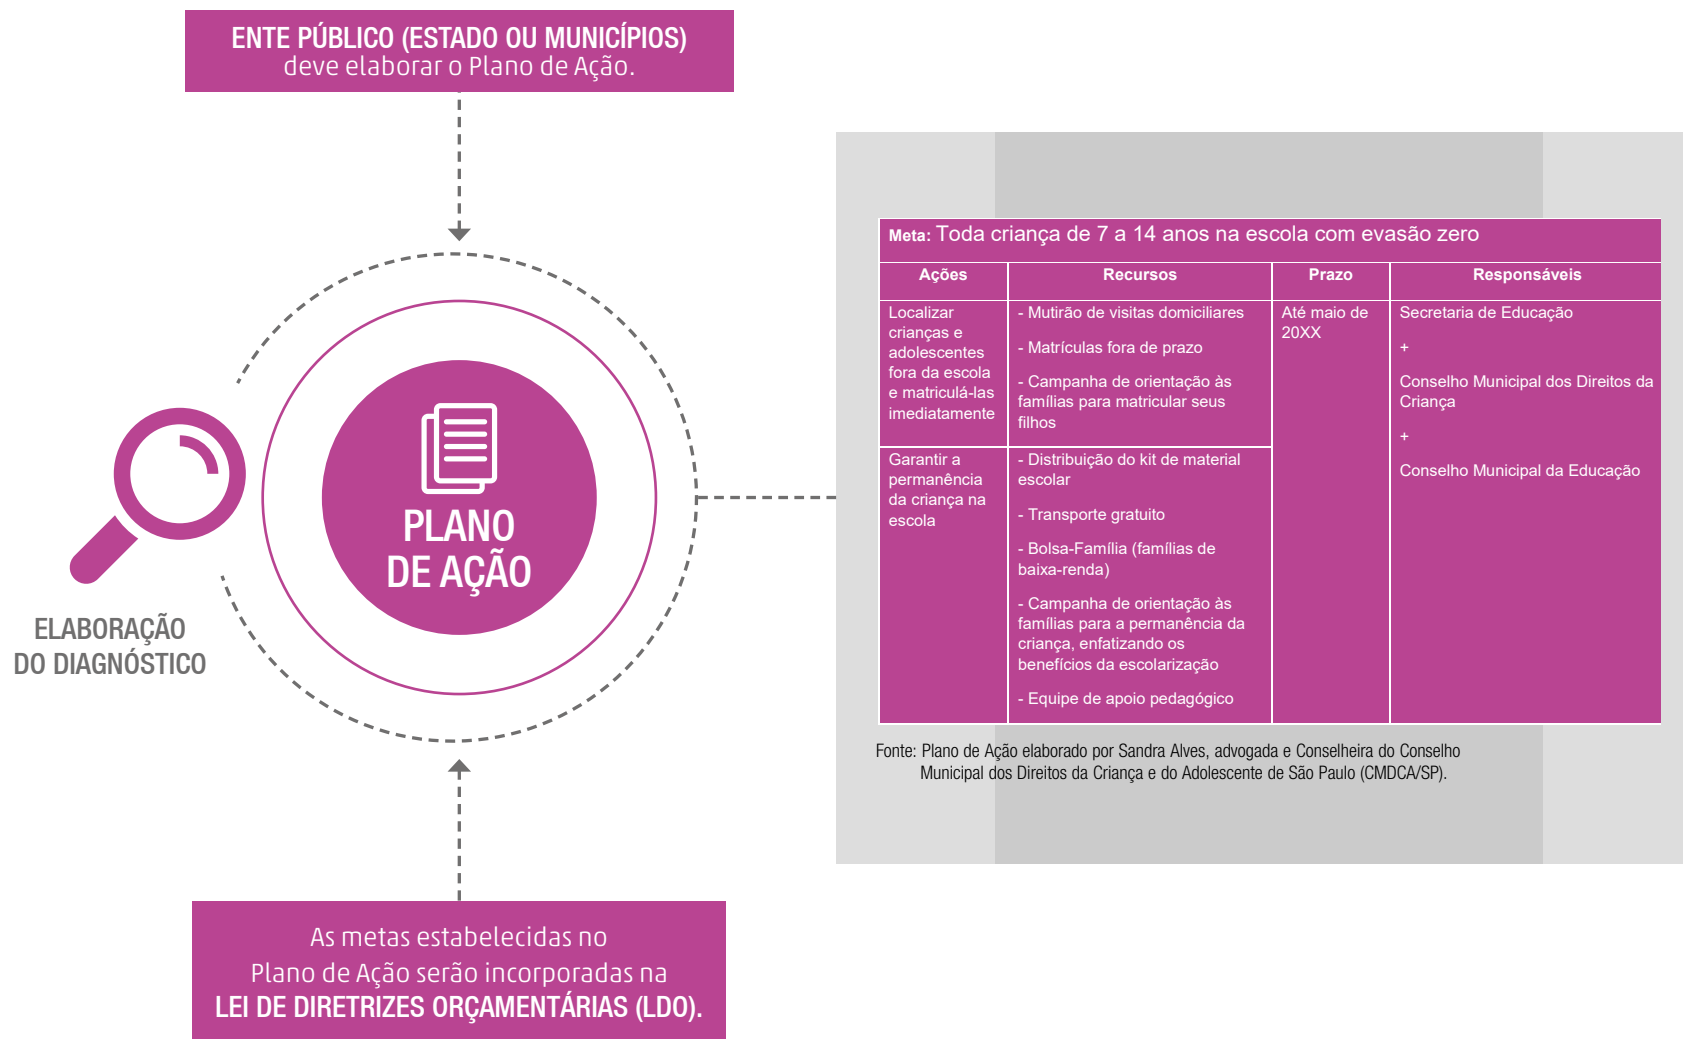 ENTE PÚBLICO (ESTADO OU MUNICÍPIOS)
deve elaborar o Plano de Ação.
PLANO
DE AÇÃO
ELABORAÇÃO
DO DIAGNÓSTICO
As metas estabelecidas no
Plano de Ação serão incorporadas na
LEI DE DIRETRIZES ORÇAMENTÁRIAS (LDO).
Meta: Toda criança de 7 a 14 anos na escola com evasão zero
Ações
Recursos
Prazo
Responsáveis
Localizar
crianças e
adolescentes
fora da escola
e matriculá-las
imediatamente
- Mutirão de visitas domiciliares
- Matrículas fora de prazo
- Campanha de orientação às
famílias para matricular seus
filhos
Até maio de
20XX
Secretaria de Educação
+
Conselho Municipal dos Direitos da
Criança
+
Conselho Municipal da Educação
Garantir a
permanência
da criança na
escola
- Distribuição do kit de material
escolar
- Transporte gratuito
- Bolsa-Família (famílias de
baixa-renda)
- Campanha de orientação às
famílias para a permanência da
criança, enfatizando os
benefícios da escolarização
- Equipe de apoio pedagógico
Fonte: Plano de Ação elaborado por Sandra Alves, advogada e Conselheira do Conselho
Municipal dos Direitos da Criança e do Adolescente de São Paulo (CMDCA/SP).